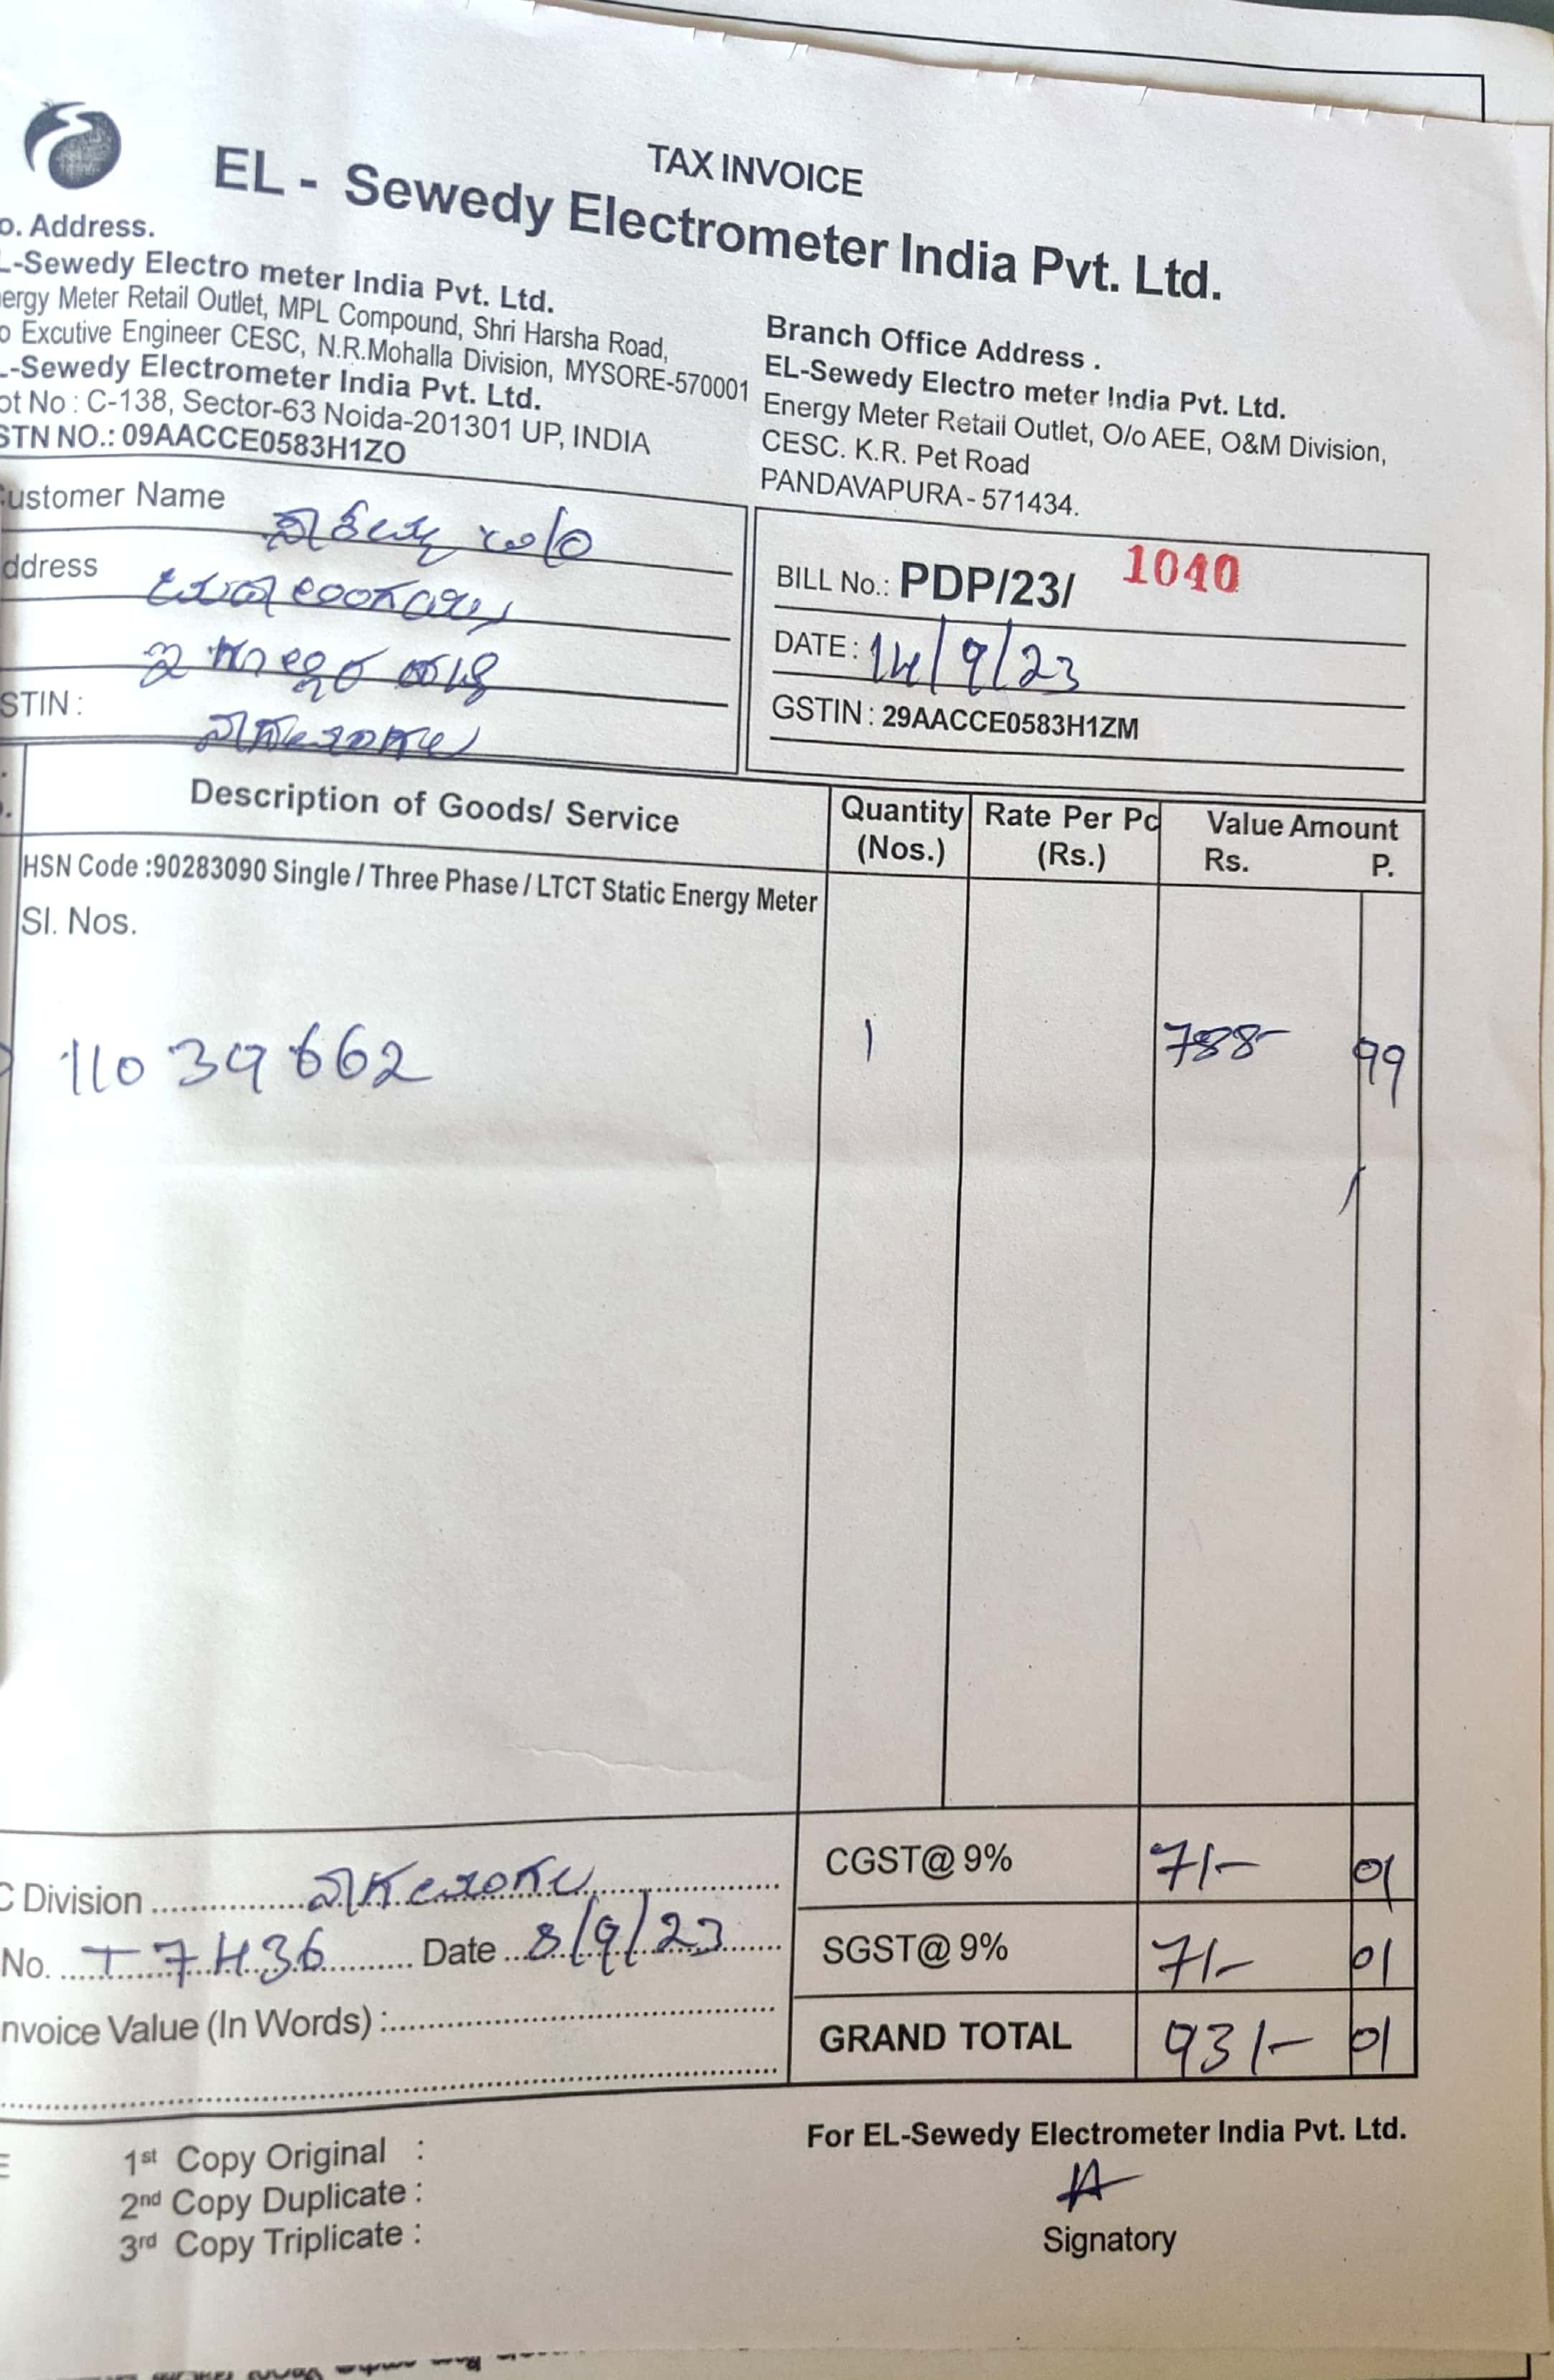 TAX INVOICE
EL - Sewedy Electrometer India Pvt. Ltd.
o. Address.
L-Sewedy Electro meter India Pvt. Ltd.
ergy Meter Retail Outlet, MPL Compound, Shri Harsha Road,
o Excutive Engineer CESC, N.R.Mohalla Division, MYSORE-570001
L-Sewedy Electrometer India Pvt. Ltd.
ot No : C-138, Sector-63 Noida-201301 UP, INDIA
STN NO.: 09AACCE0583H1ZO
Branch Office Address .
EL-Sewedy Electro meter India Pvt. Ltd.
Energy Meter Retail Outlet, O/o AEE, O&M Division,
CESC. K.R. Pet Road
PANDAVAPURA - 571434.
ustomer Name
ddress
STIN :
BILL No.: PDP/23/ 1040
DATE : 14/9/23
GSTIN : 29AACCE0583H1ZM
Description of Goods/ Service Quantity (Nos.) Rate Per Pc (Rs.) Value Amount Rs. P.
HSN Code :90283090 Single / Three Phase / LTCT Static Energy Meter
Sl. Nos.
11039662 1 788- 99
CGST@ 9% 71- 01
C Division
SGST@ 9% 71- 01
No. T7H36 Date 8/9/23
GRAND TOTAL 931- 01
nvoice Value (In Words) :
For EL-Sewedy Electrometer India Pvt. Ltd.
1st Copy Original :
2nd Copy Duplicate :
3rd Copy Triplicate :
Signatory